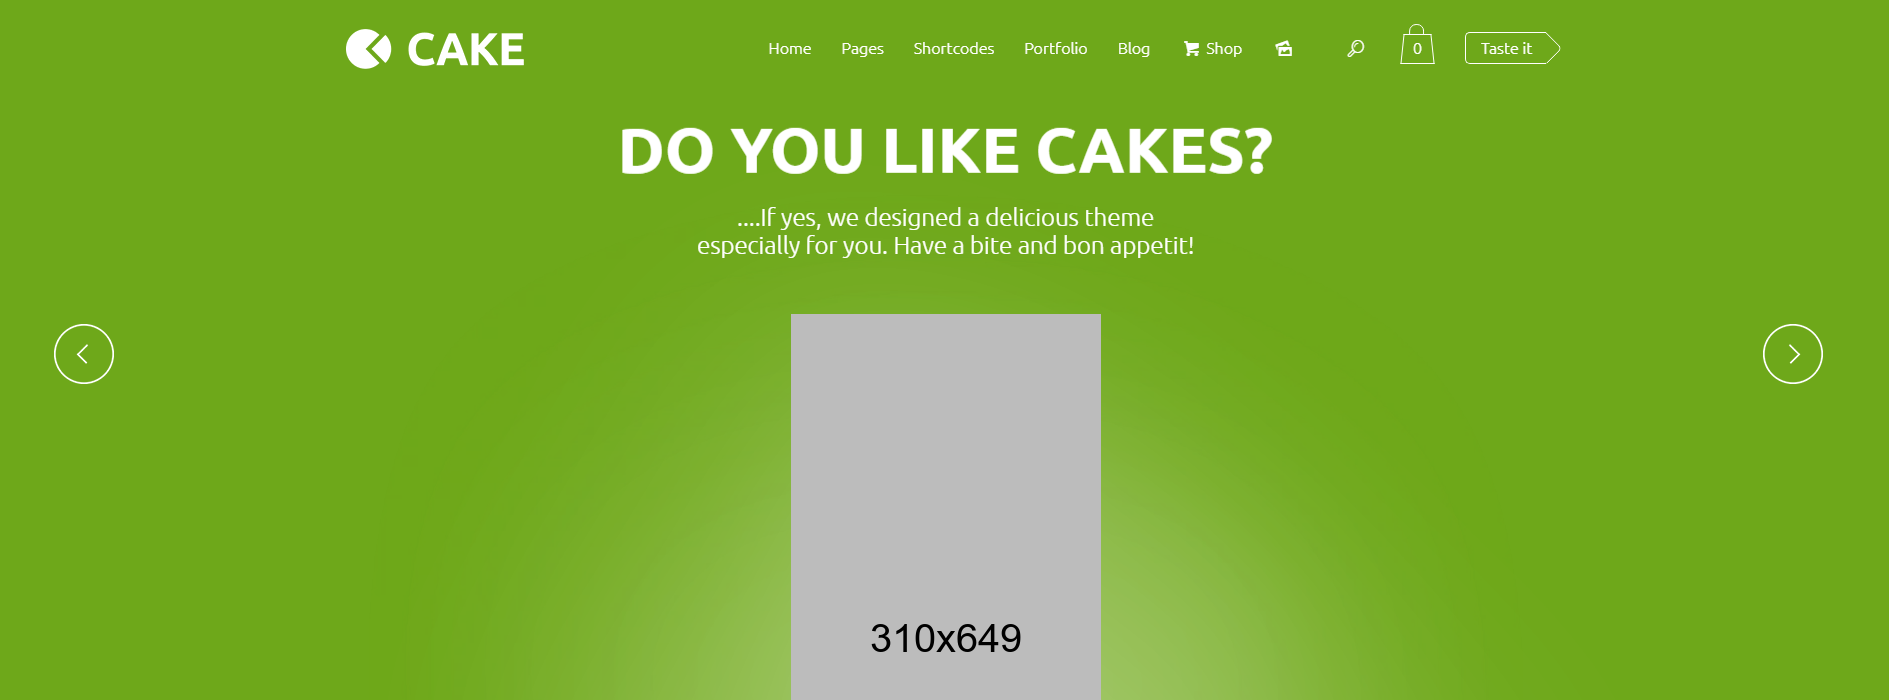 CAKE
Home Pages Shortcodes Portfolio Blog Shop 0 Taste it
DO YOU LIKE CAKES?
....If yes, we designed a delicious theme
especially for you. Have a bite and bon appetit!
310x649